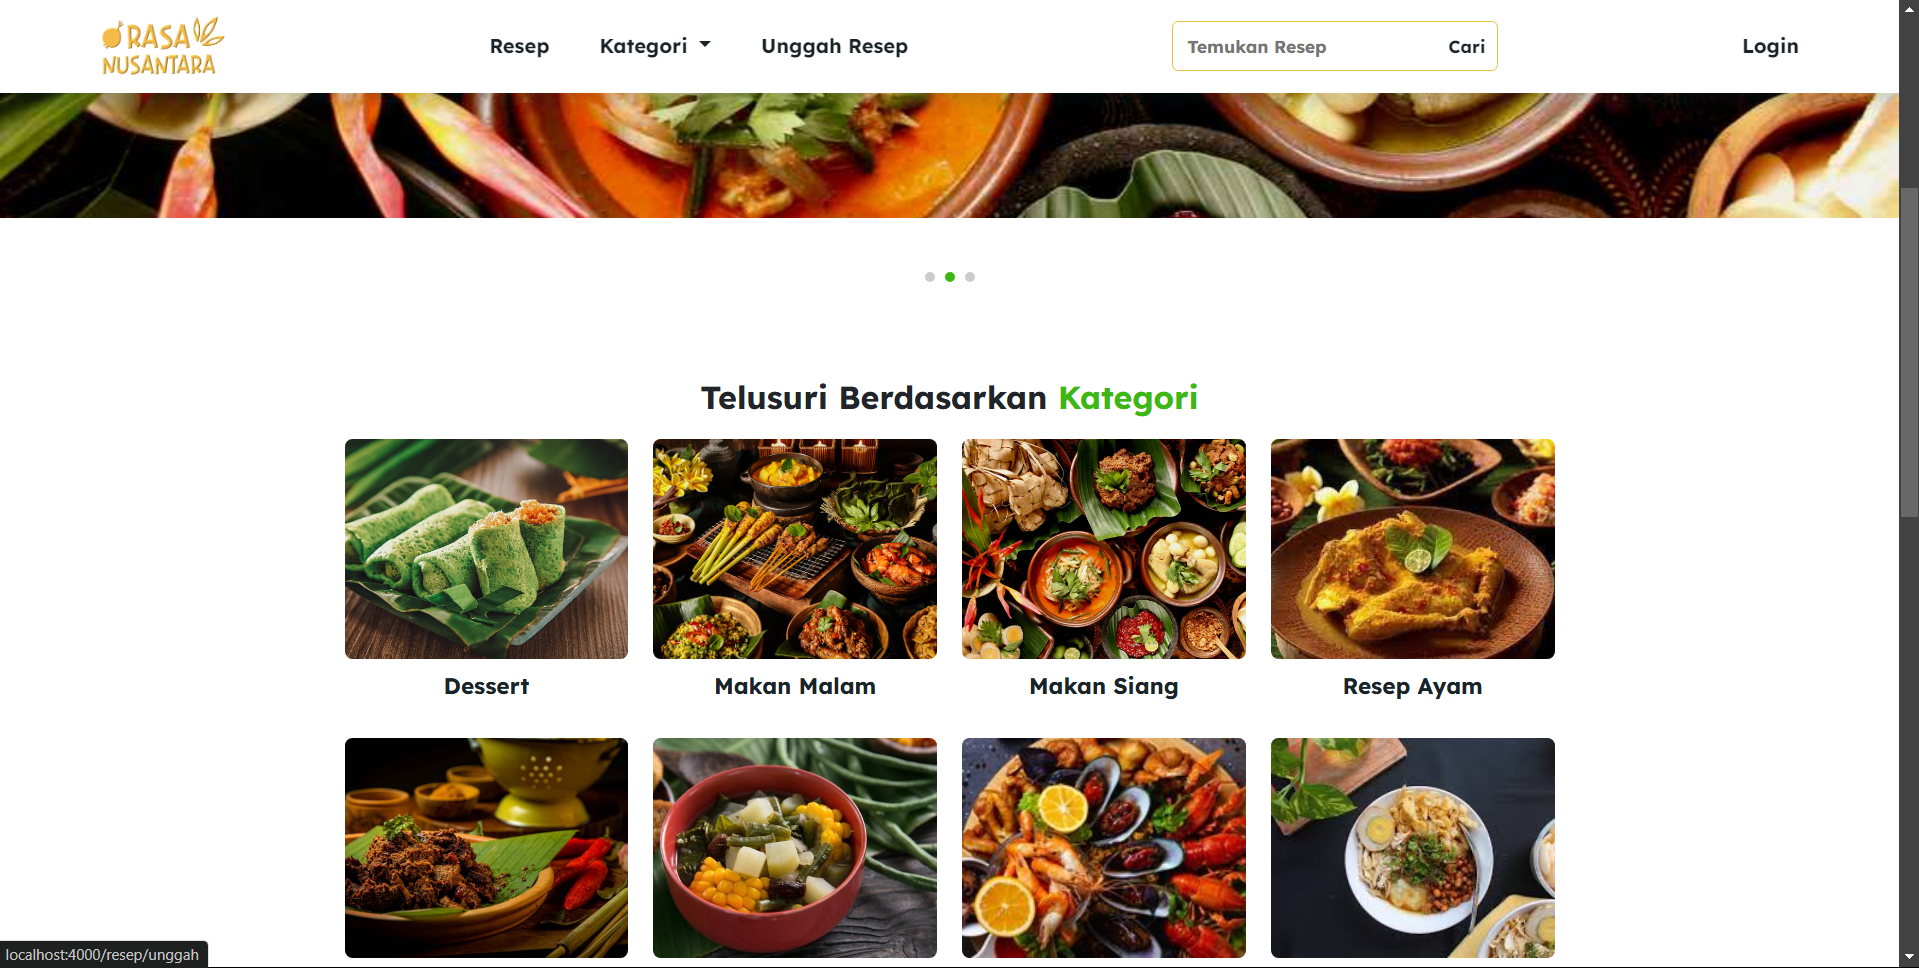 RASA
NUSANTARA
Resep
Kategori
Unggah Resep
Temukan Resep
Cari
Login
Telusuri Berdasarkan Kategori
Dessert
Makan Malam
Makan Siang
Resep Ayam
localhost:4000/resep/unggah